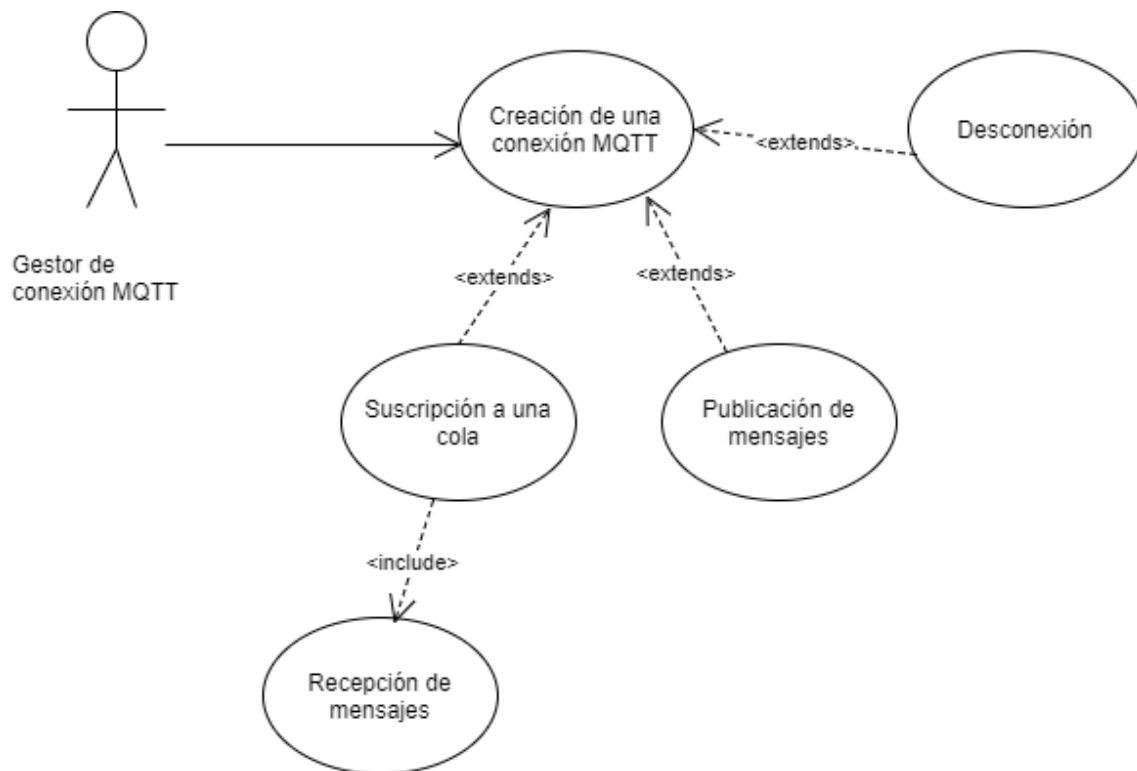 Creación de una
conexión MQTT
Desconexión
<extends>
Gestor de
conexión MQTT
<extends>
<extends>
Suscripción a una
cola
Publicación de
mensajes
<include>
Recepción de
mensajes